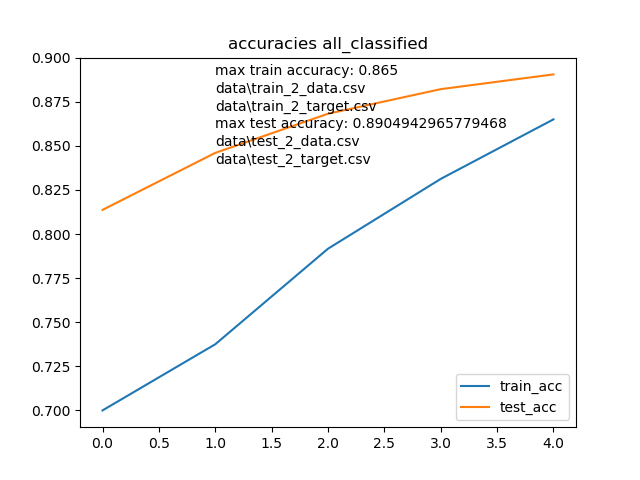 accuracies all_classified
0.900
0.875
0.850
0.825
0.800
0.775
0.750
0.725
0.700
max train accuracy: 0.865
data\train_2_data.csv
data\train_2_target.csv
max test accuracy: 0.8904942965779468
data\test_2_data.csv
data\test_2_target.csv
train_acc
test_acc
0.0 0.5 1.0 1.5 2.0 2.5 3.0 3.5 4.0